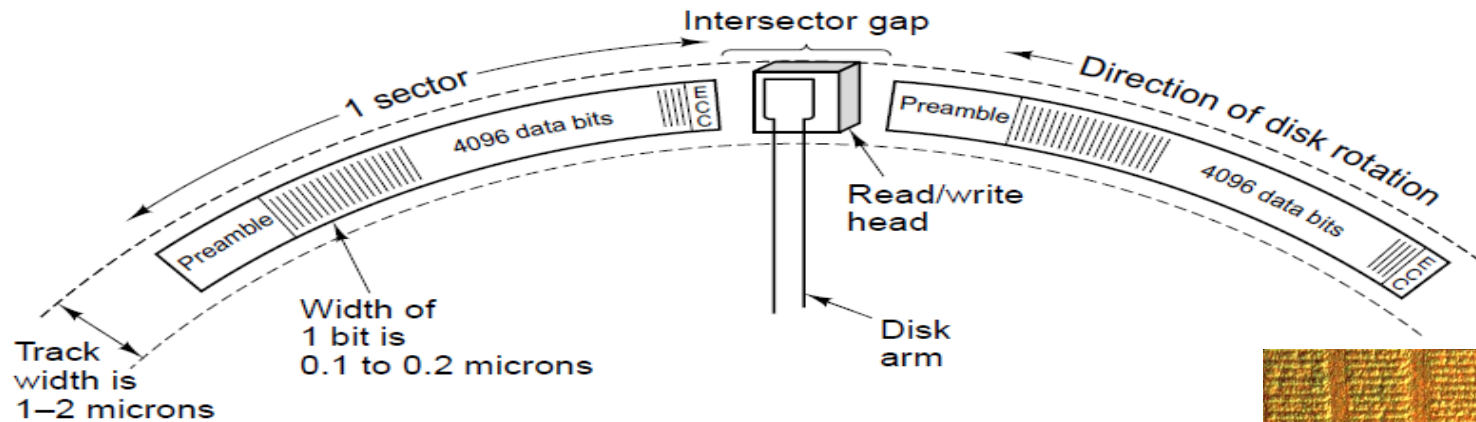 Intersector gap
1 sector
Direction of disk rotation
Preamble
4096 data bits
E
C
C
Preamble
4096 data bits
E
C
C
Read/write
head
Width of
1 bit is
0.1 to 0.2 microns
Track
width is
1–2 microns
Disk
arm